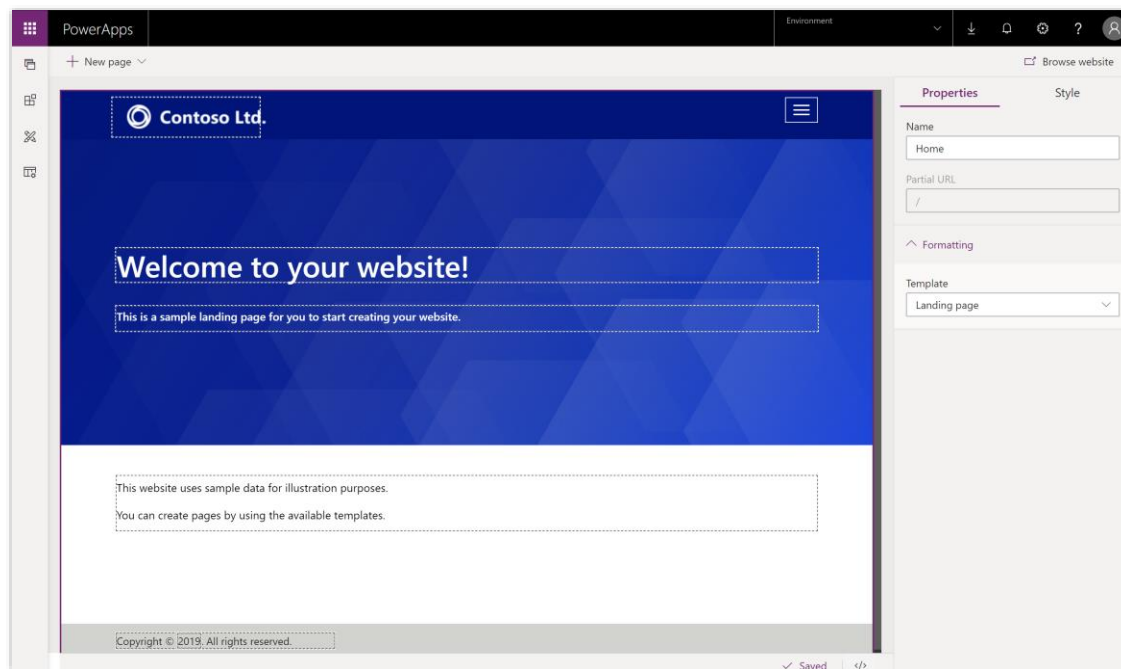 PowerApps
Environment
?
New page
Browse website
Contoso Ltd.
Properties
Style
Name
Home
Partial URL
/
Formatting
Template
Landing page
Welcome to your website!
This is a sample landing page for you to start creating your website.
This website uses sample data for illustration purposes.
You can create pages by using the available templates.
Copyright © 2019. All rights reserved.
Saved
</>